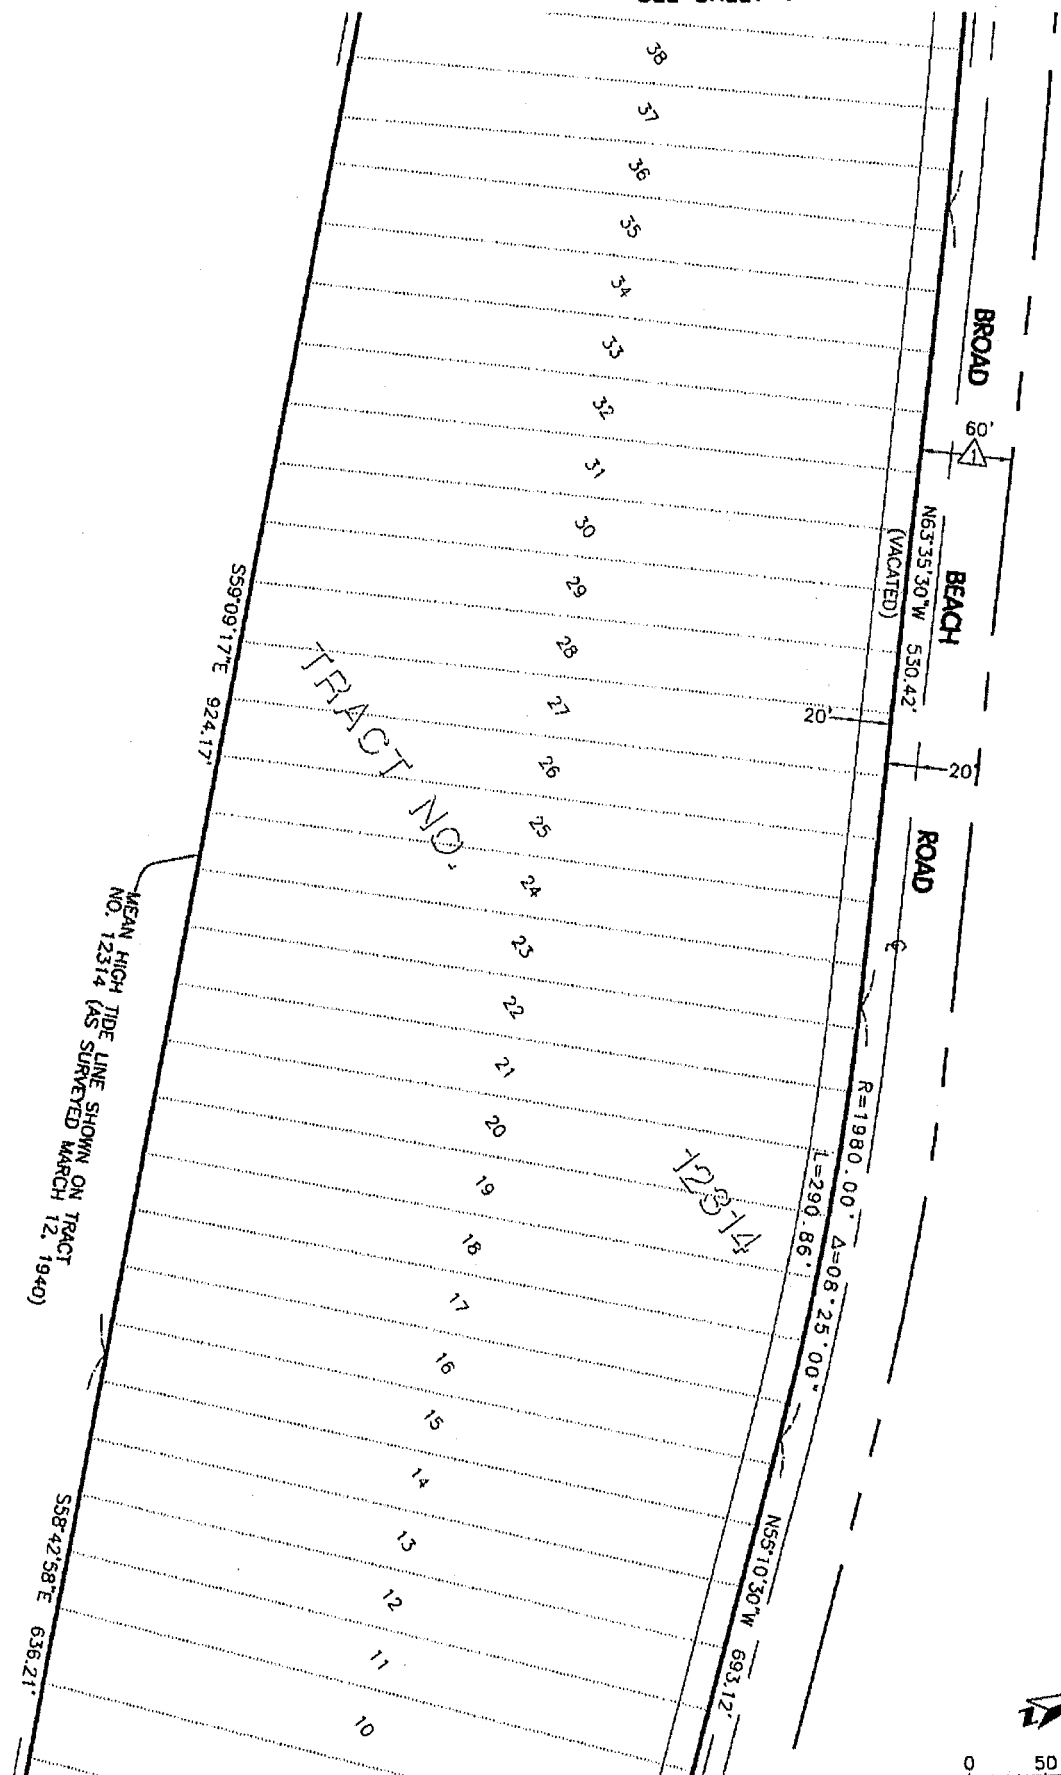 38
37
36
35
34
33
32
31
30
29
28
27
26
25
24
23
22
21
20
19
18
17
16
15
14
13
12
11
10
BROAD
60'
1
N63°35'30"W 530.42'
(VACATED)
BEACH
20'
20'
ROAD
℄
S59°09'17"E 924.17'
TRACT NO.
12314
MEAN HIGH TIDE LINE SHOWN ON TRACT
NO. 12314 (AS SURVEYED MARCH 12, 1940)
R=1980.00' Δ=08°25'00"
L=290.86'
N55°10'30"W 693.12'
S58°42'58"E 636.21'
0 50